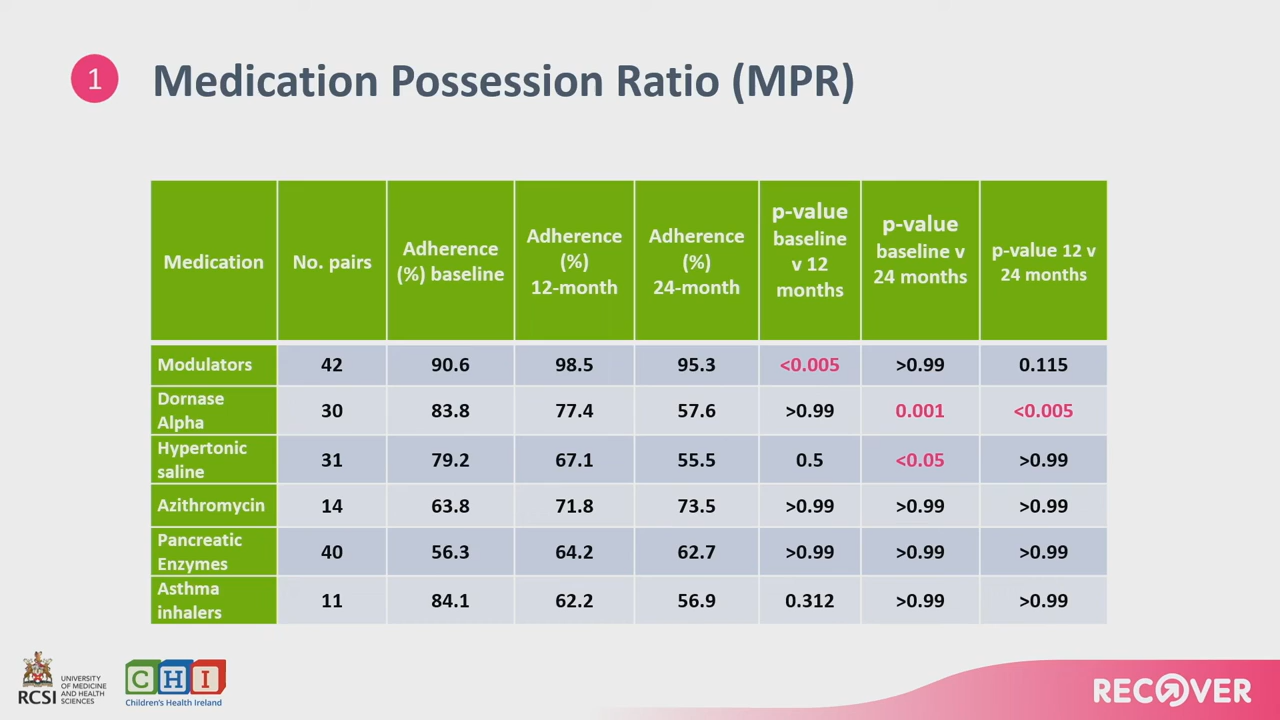 1
Medication Possession Ratio (MPR)
Medication
No. pairs
Adherence
(%) baseline
Adherence
(%)
12-month
Adherence
(%)
24-month
p-value
baseline
v 12
months
p-value
baseline v
24 months
p-value 12 v
24 months
Modulators 42 90.6 98.5 95.3 <0.005 >0.99 0.115
Dornase
Alpha 30 83.8 77.4 57.6 >0.99 0.001 <0.005
Hypertonic
saline 31 79.2 67.1 55.5 0.5 <0.05 >0.99
Azithromycin 14 63.8 71.8 73.5 >0.99 >0.99 >0.99
Pancreatic
Enzymes 40 56.3 64.2 62.7 >0.99 >0.99 >0.99
Asthma
inhalers 11 84.1 62.2 56.9 0.312 >0.99 >0.99
RCSI
UNIVERSITY
OF MEDICINE
AND HEALTH
SCIENCES
CHI
Children's Health Ireland
RECOVER